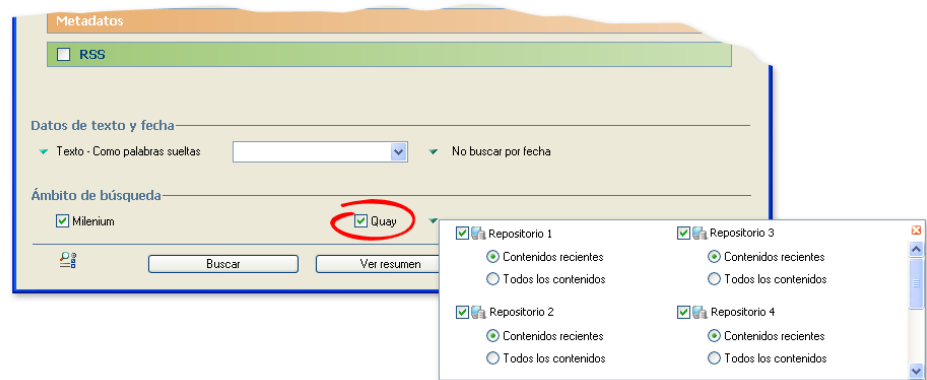 Metadatos
RSS
Datos de texto y fecha
Texto - Como palabras sueltas
No buscar por fecha
Ámbito de búsqueda
Milenium
Quay
Buscar
Ver resumen
Repositorio 1
Repositorio 3
Contenidos recientes
Contenidos recientes
Todos los contenidos
Todos los contenidos
Repositorio 2
Repositorio 4
Contenidos recientes
Contenidos recientes
Todos los contenidos
Todos los contenidos